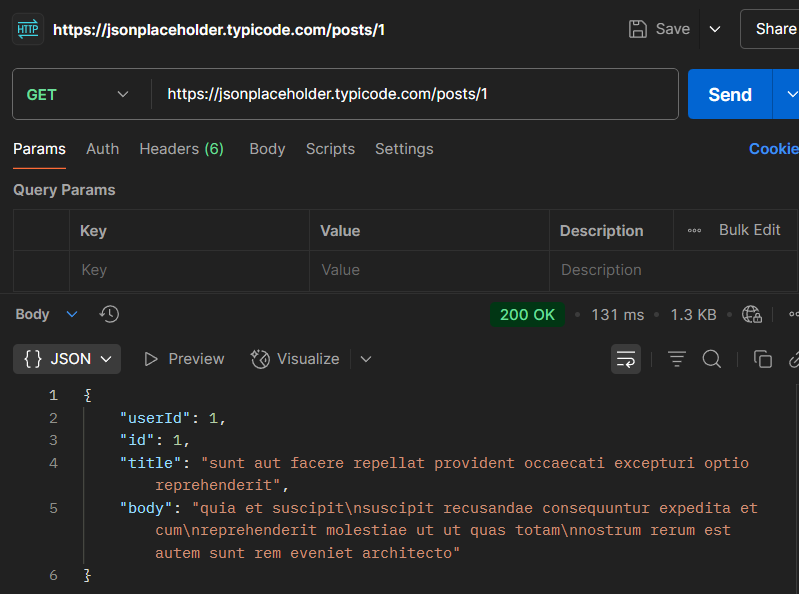 HTTP https://jsonplaceholder.typicode.com/posts/1 Save Share
GET https://jsonplaceholder.typicode.com/posts/1 Send
Params Auth Headers (6) Body Scripts Settings Cookie
Query Params
Key Value Description Bulk Edit
Key Value Description
Body 200 OK • 131 ms • 1.3 KB •
{} JSON Preview Visualize
1 {
2 "userId": 1,
3 "id": 1,
4 "title": "sunt aut facere repellat provident occaecati excepturi optio
reprehenderit",
5 "body": "quia et suscipit\nsuscipit recusandae consequuntur expedita et
cum\nreprehenderit molestiae ut ut quas totam\nnostrum rerum est
autem sunt rem eveniet architecto"
6 }